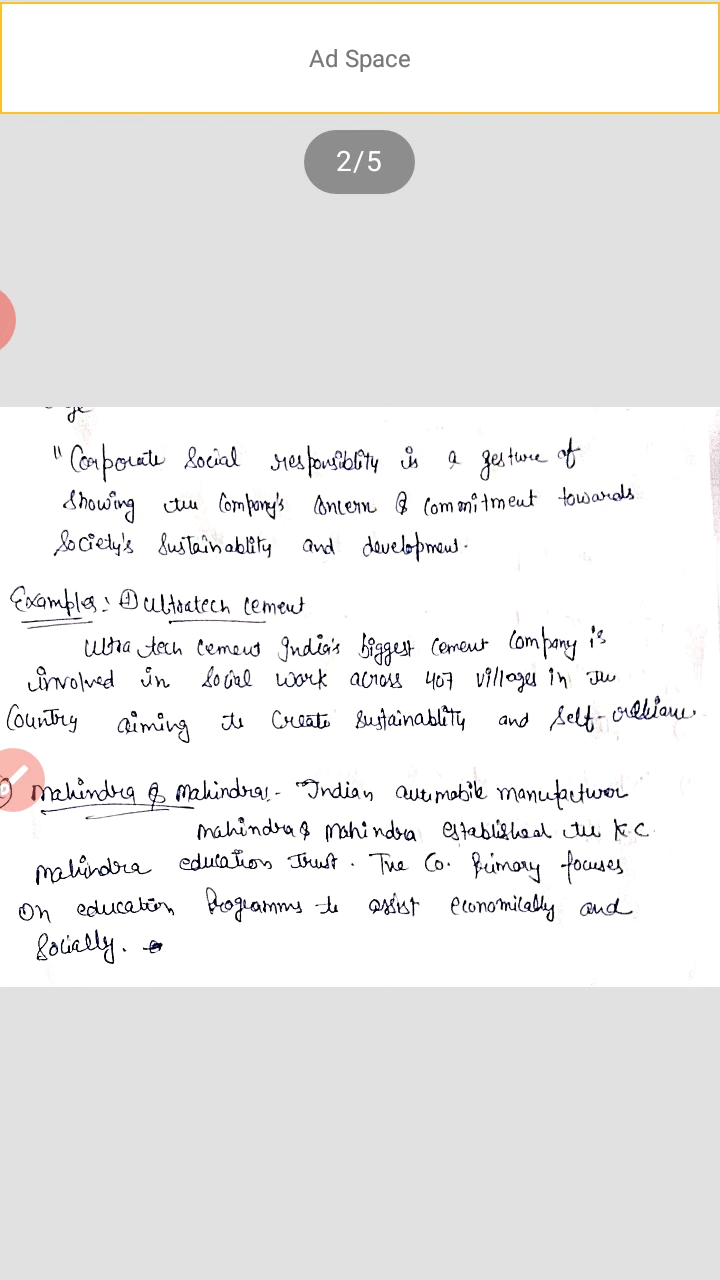 Ad Space
2/5
"Corporate Social responsiblity is a gesture of
showing the Company's Concern & Commitment towards
Society's Sustainablity and development.
Examples: ① Ultratech Cement
Ultra tech Cement India's biggest Cement Company is
involved in Social work across 407 villages in the
Country aiming to Create Sustainablity and Self-reliance.
Mahindra & Mahindra:- Indian automobile manufacturer
Mahindra & Mahindra established the K.C.
Mahindra education Trust. The Co. Primary focuses
On education Programms to assist economically and
Socially.